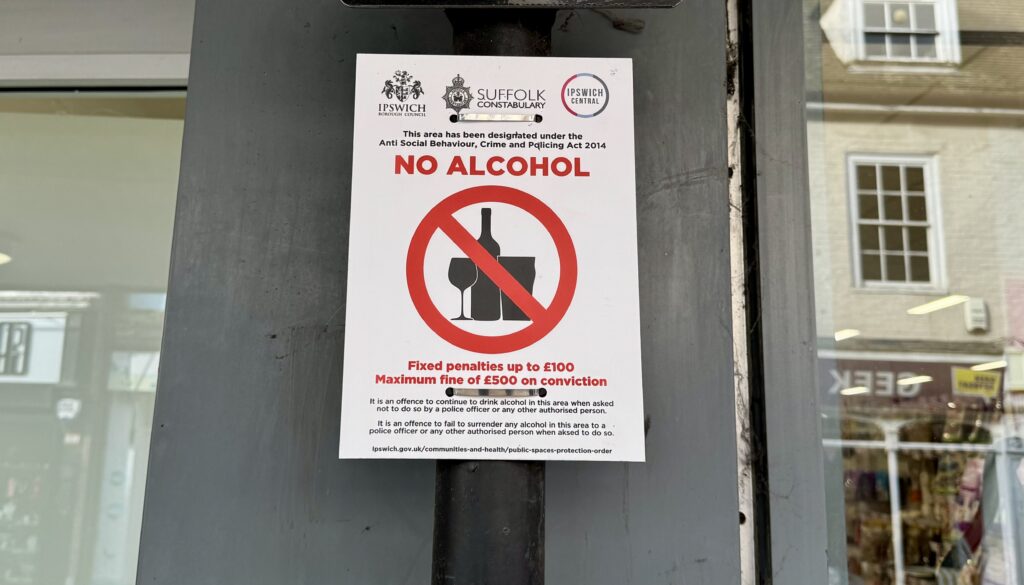 IPSWICH
BOROUGH COUNCIL
SUFFOLK
CONSTABULARY
IPSWICH
CENTRAL
This area has been designated under the
Anti Social Behaviour, Crime and Policing Act 2014
NO ALCOHOL
Fixed penalties up to £100
Maximum fine of £500 on conviction
It is an offence to continue to drink alcohol in this area when asked
not to do so by a police officer or any other authorised person.
It is an offence to fail to surrender any alcohol in this area to a
police officer or any other authorised person when aksed to do so.
ipswich.gov.uk/communities-and-health/public-spaces-protection-order
GEEK
RETREAT